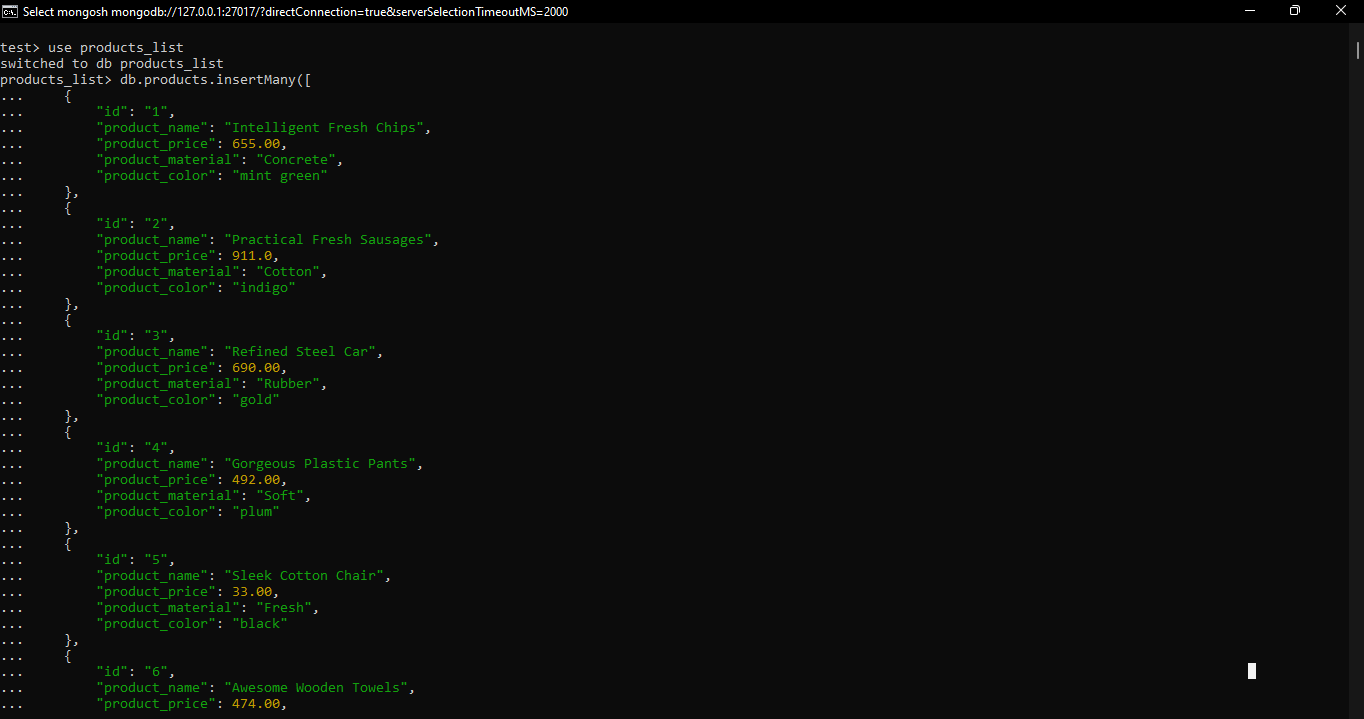 Select mongosh mongodb://127.0.0.1:27017/?directConnection=true&serverSelectionTimeoutMS=2000
test> use products_list
switched to db products_list
products_list> db.products.insertMany([
...     {
...         "id": "1",
...         "product_name": "Intelligent Fresh Chips",
...         "product_price": 655.00,
...         "product_material": "Concrete",
...         "product_color": "mint green"
...     },
...     {
...         "id": "2",
...         "product_name": "Practical Fresh Sausages",
...         "product_price": 911.0,
...         "product_material": "Cotton",
...         "product_color": "indigo"
...     },
...     {
...         "id": "3",
...         "product_name": "Refined Steel Car",
...         "product_price": 690.00,
...         "product_material": "Rubber",
...         "product_color": "gold"
...     },
...     {
...         "id": "4",
...         "product_name": "Gorgeous Plastic Pants",
...         "product_price": 492.00,
...         "product_material": "Soft",
...         "product_color": "plum"
...     },
...     {
...         "id": "5",
...         "product_name": "Sleek Cotton Chair",
...         "product_price": 33.00,
...         "product_material": "Fresh",
...         "product_color": "black"
...     },
...     {
...         "id": "6",
...         "product_name": "Awesome Wooden Towels",
...         "product_price": 474.00,